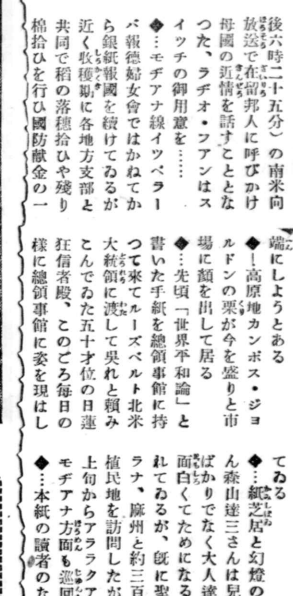 後六時二十五分)の南米向
放送で在留邦人に呼びかけ
母國の近情を話すこととな
つた、ラヂオ・フアンはス
イッチの御用意を……
◆…モヂアナ線イツベラー
バ報德婦女會ではかねてか
ら銀紙報國を續けてゐるが
近く收穫期に各地方支部と
共同で稻の落穗拾ひや殘り
棉拾ひを行ひ國防献金の一
端にしようとある
◆…高原地カンポス・ジョ
ルドンの栗が今を盛りと市
場に顏を出して居る
◆…先頃「世界平和論」と
書いた手紙を總領事館に持
つて來てルーズベルト北米
大統領に渡して吳れと賴み
こんでゐた五十才位の日蓮
狂信者殿、このごろ每日の
樣に總領事館に姿を現はし
てゐる
◆…紙芝居と幻燈の
ん森山達三さんは兒
ばかりでなく大人達
面白くてためになる
れてゐるが、旣に聖
ラナ、麻州と約三百
植民地を訪問したが
上旬からアララクア
モヂアナ方面も巡回
◆…本紙の讀者のな